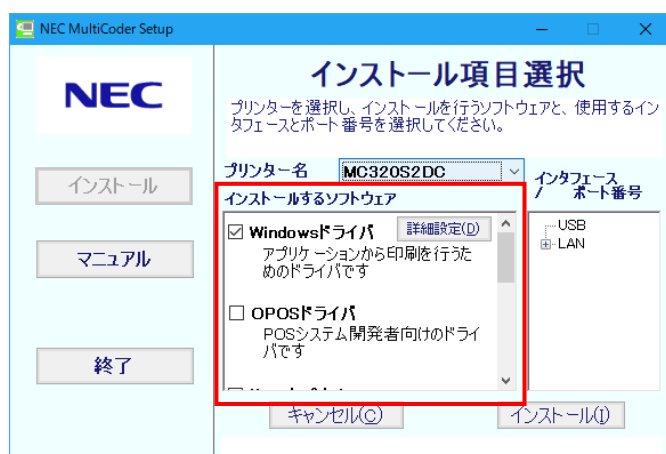 NEC MultiCoder Setup
NEC
インストール
マニュアル
終了
インストール項目選択
プリンターを選択し、インストールを行うソフトウェアと、使用するイン
タフェースとポート番号を選択してください。
プリンター名 MC320S2DC
インストールするソフトウェア
Windowsドライバ 詳細設定(D)
アプリケーションから印刷を行うた
めのドライバです
OPOSドライバ
POSシステム開発者向けのドライ
バです
インタフェース
/ ポート番号
USB
LAN
キャンセル(C)
インストール(I)